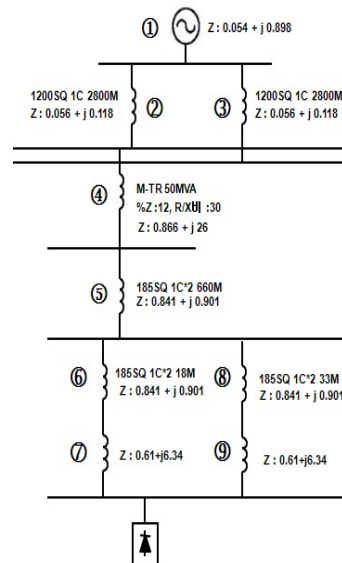 ① Z : 0.054 + j 0.898
1200SQ 1C 2800M
Z : 0.056 + j 0.118
②
③
1200SQ 1C 2800M
Z : 0.056 + j 0.118
④
M-TR 50MVA
%Z :12, R/X비 :30
Z : 0.866 + j 26
⑤
185SQ 1C*2 660M
Z : 0.841 + j 0.901
⑥
185SQ 1C*2 18M
Z : 0.841 + j 0.901
⑧
185SQ 1C*2 33M
Z : 0.841 + j 0.901
⑦
Z : 0.61+j6.34
⑨
Z : 0.61+j6.34